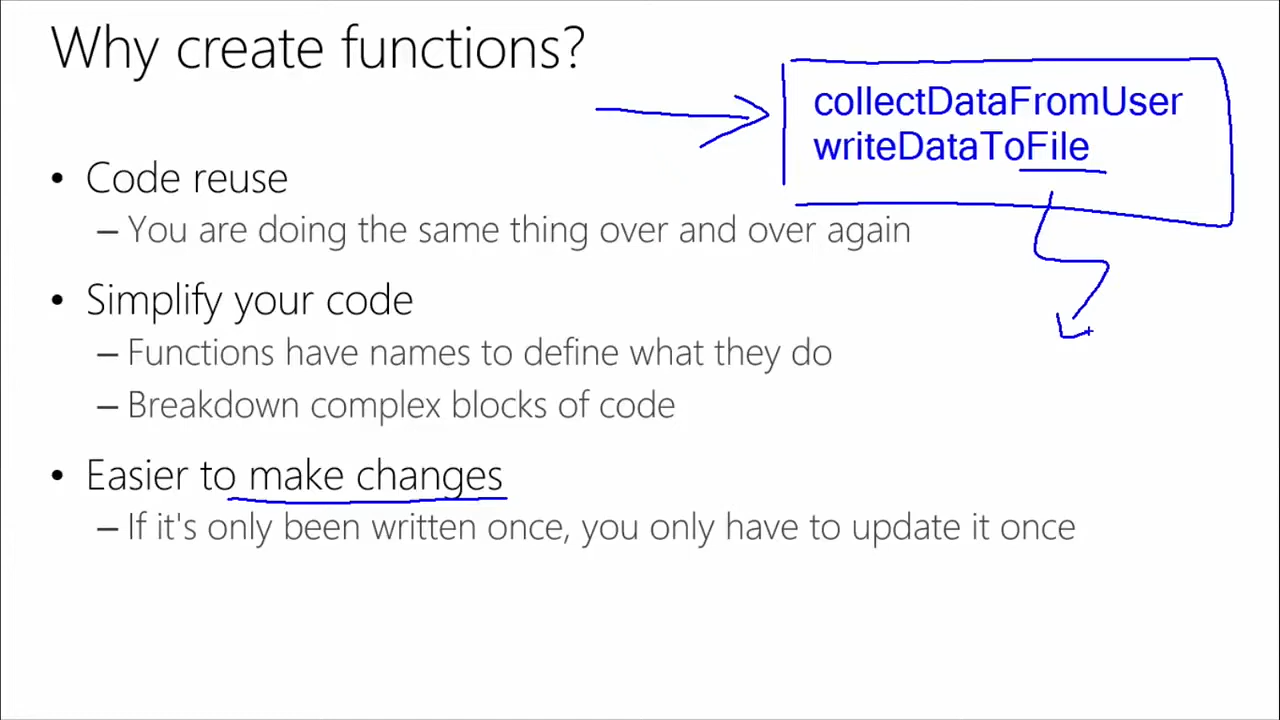 Why create functions?
collectDataFromUser
writeDataToFile
• Code reuse
– You are doing the same thing over and over again
• Simplify your code
– Functions have names to define what they do
– Breakdown complex blocks of code
• Easier to make changes
– If it's only been written once, you only have to update it once